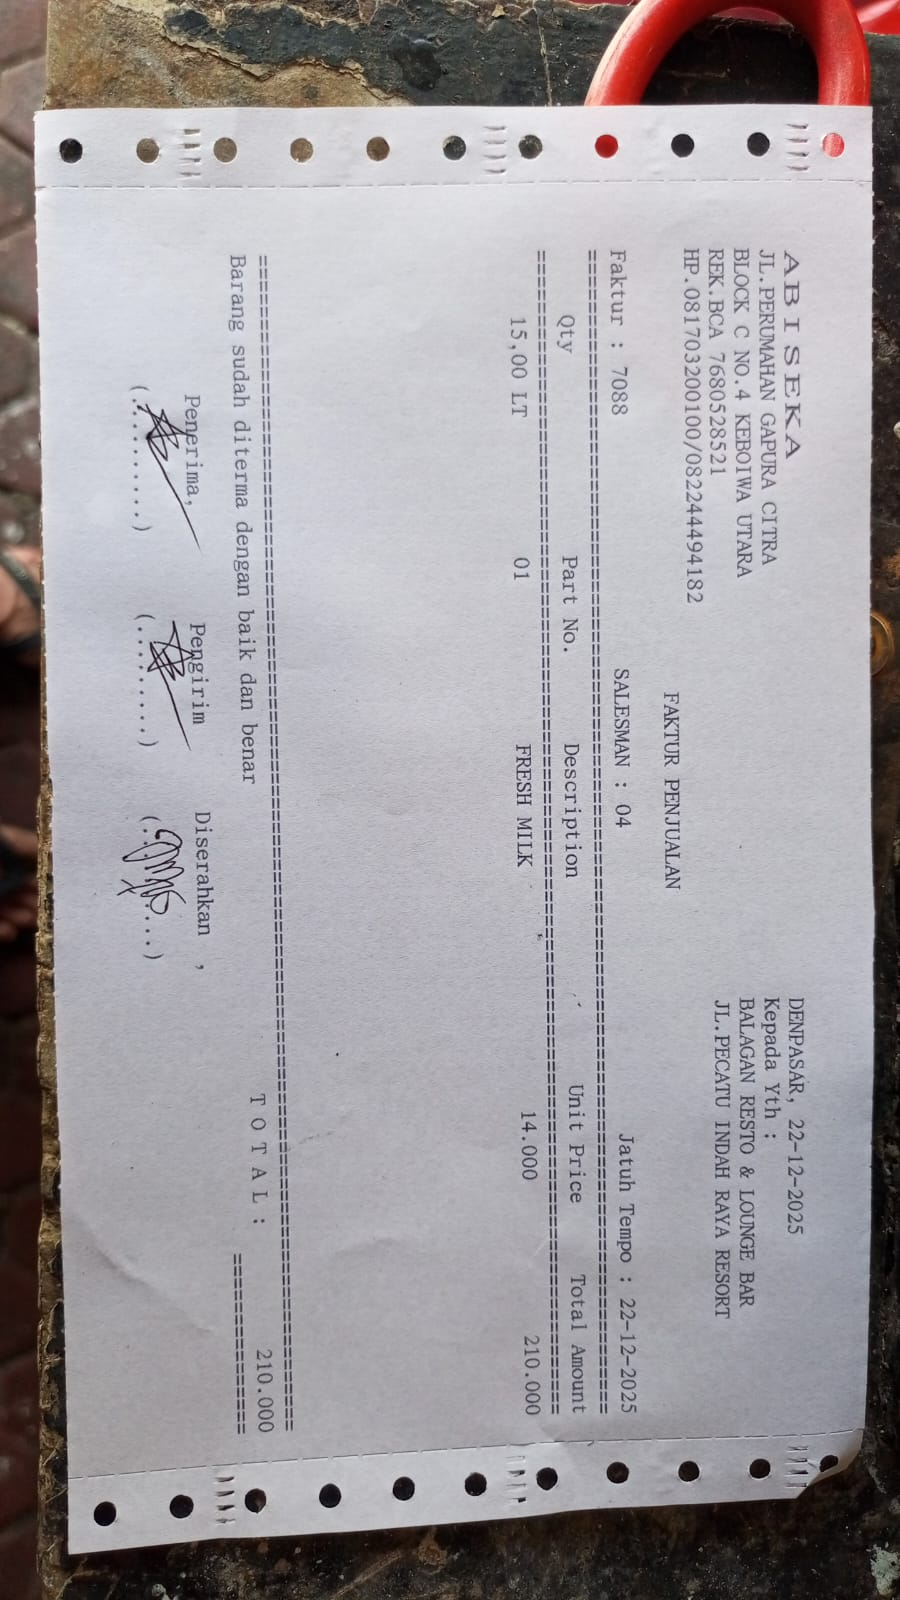 A B I S E K A
JL.PERUMAHAN GAPURA CITRA
BLOCK C NO.4 KEBOIWA UTARA
REK.BCA 7680528521
HP.081703200100/082244494182
DENPASAR, 22-12-2025
Kepada Yth :
BALAGAN RESTO & LOUNGE BAR
JL.PECATU INDAH RAYA RESORT
FAKTUR PENJUALAN
Faktur : 7088 SALESMAN : 04 Jatuh Tempo : 22-12-2025
Qty Part No. Description Unit Price Total Amount
15,00 LT 01 FRESH MILK 14.000 210.000
T O T A L : 210.000
Barang sudah diterma dengan baik dan benar
Penerima, Pengirim Diserahkan ,